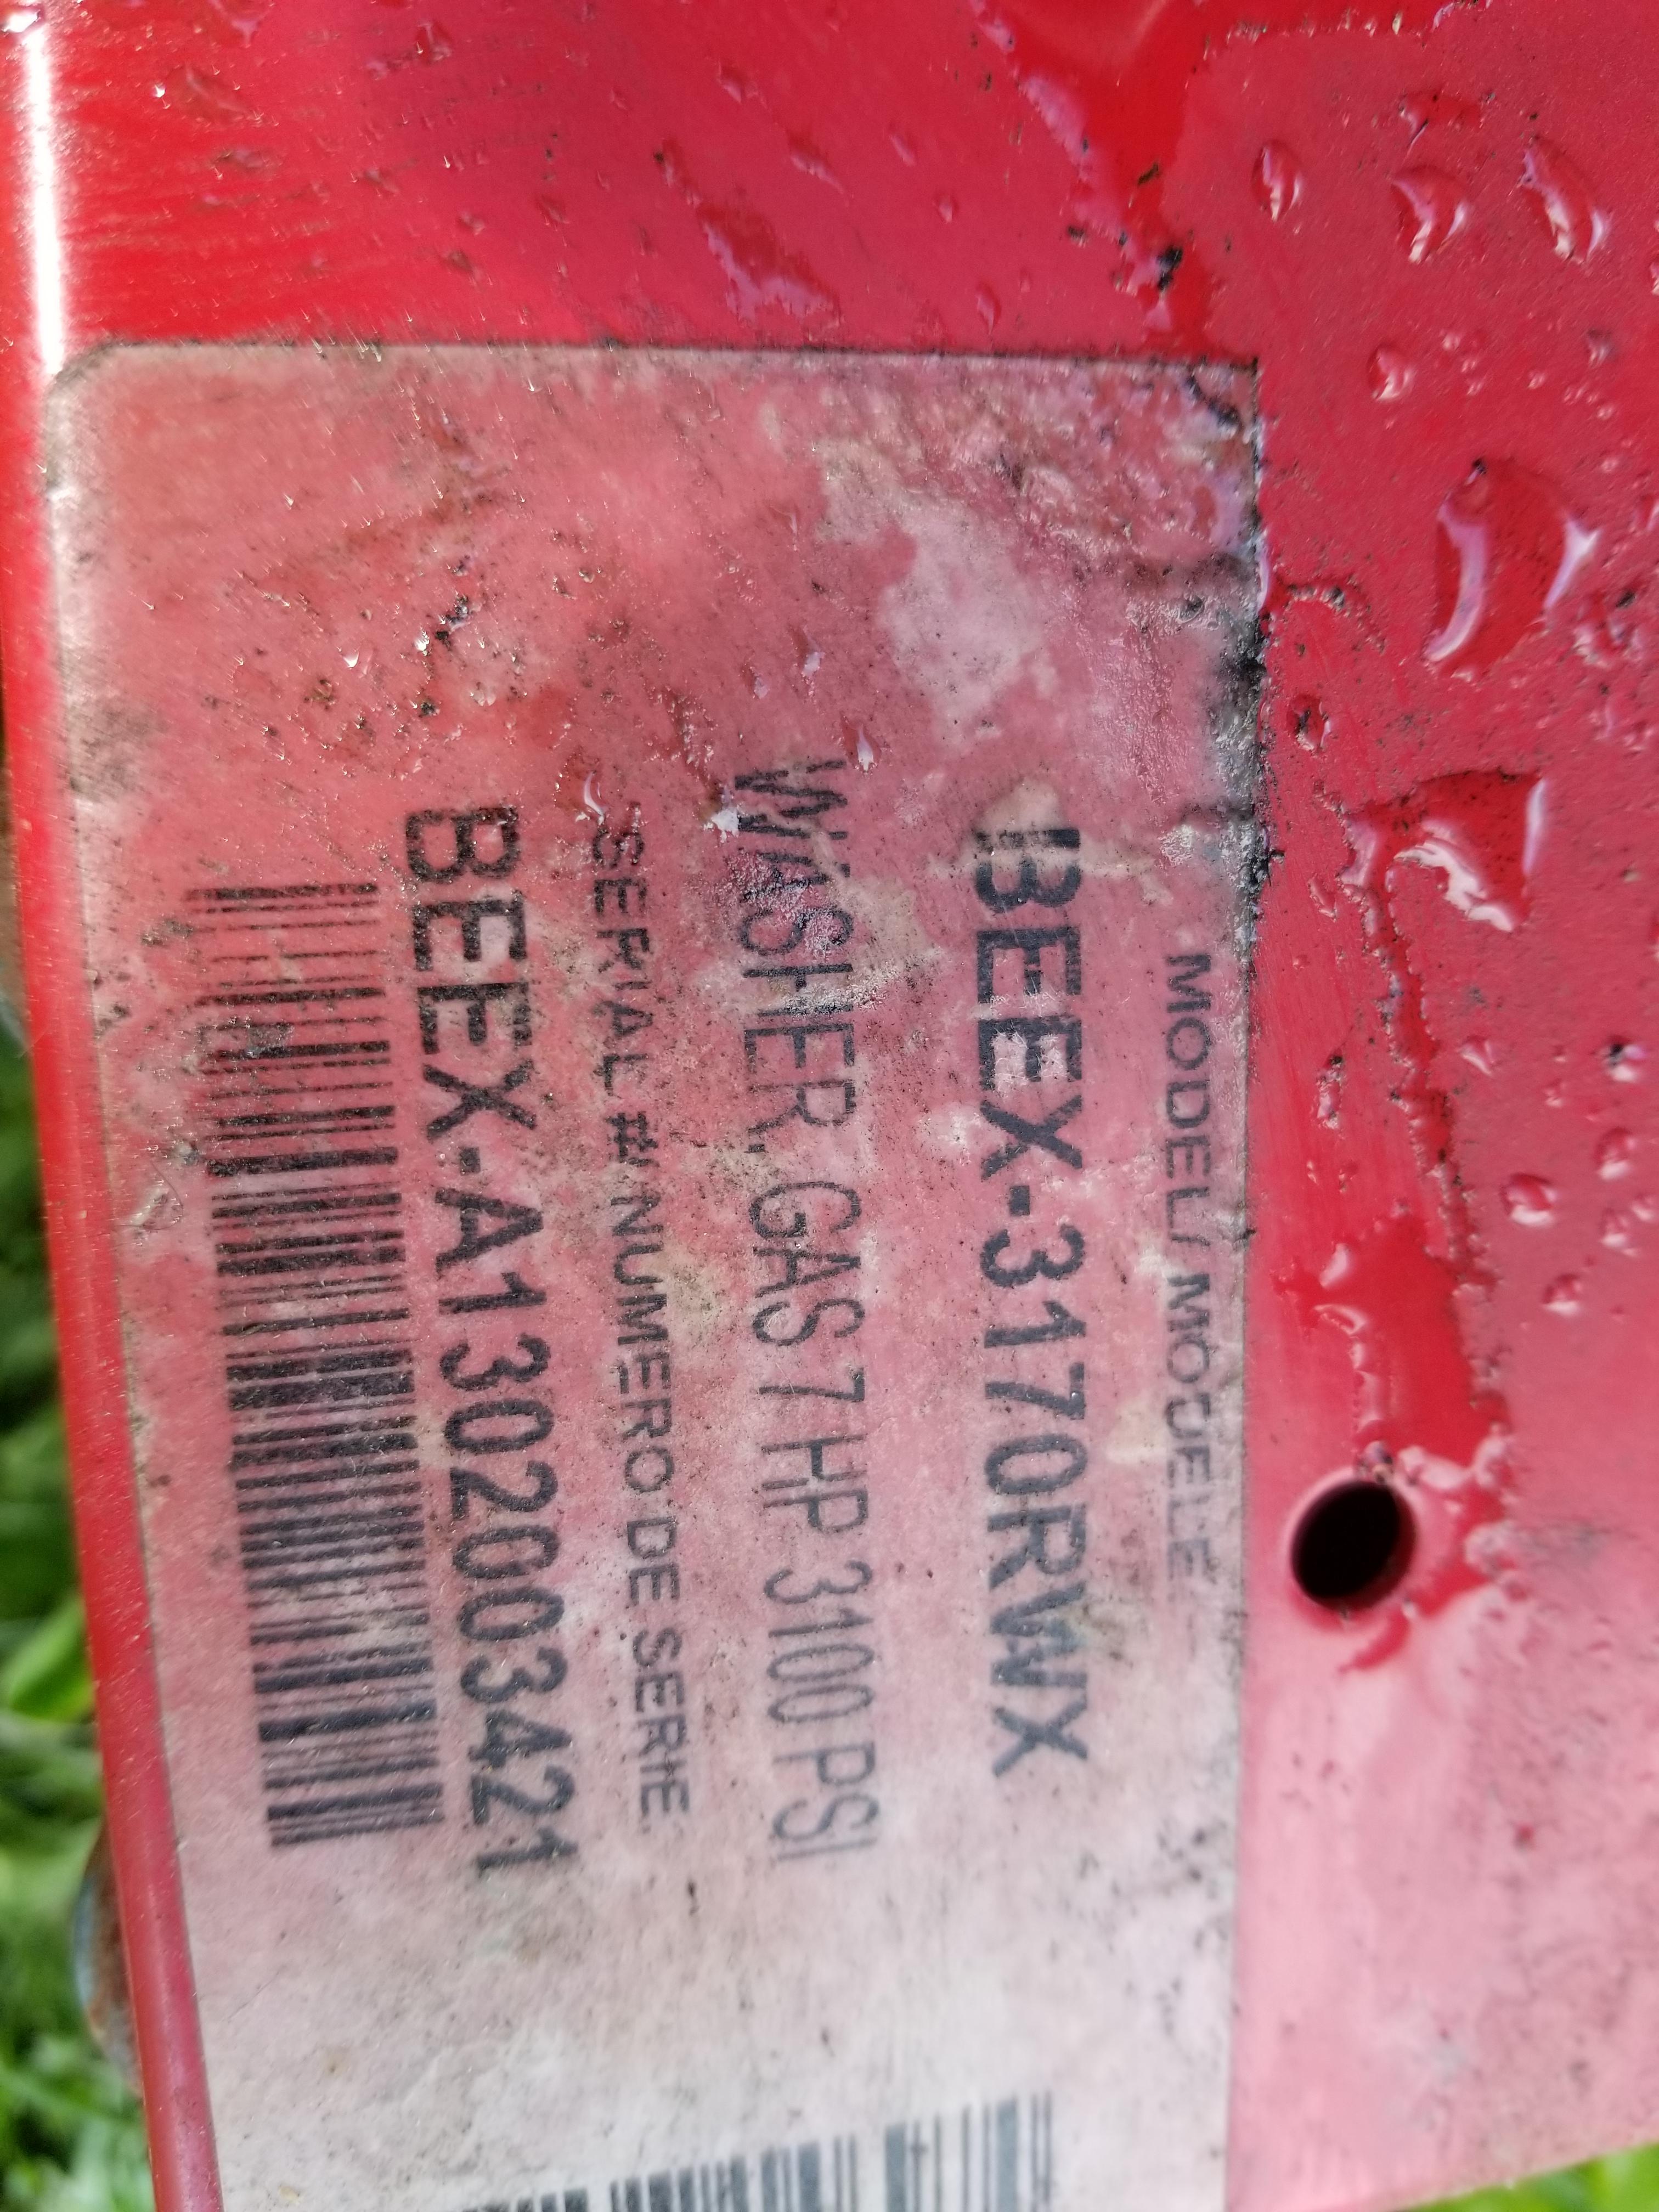 MODEL/ MODELE
BEEX-3170RWX
WASHER, GAS 7 HP 3100 PSI
SERIAL # NUMERO DE SERIE
BEEX-A1302003421